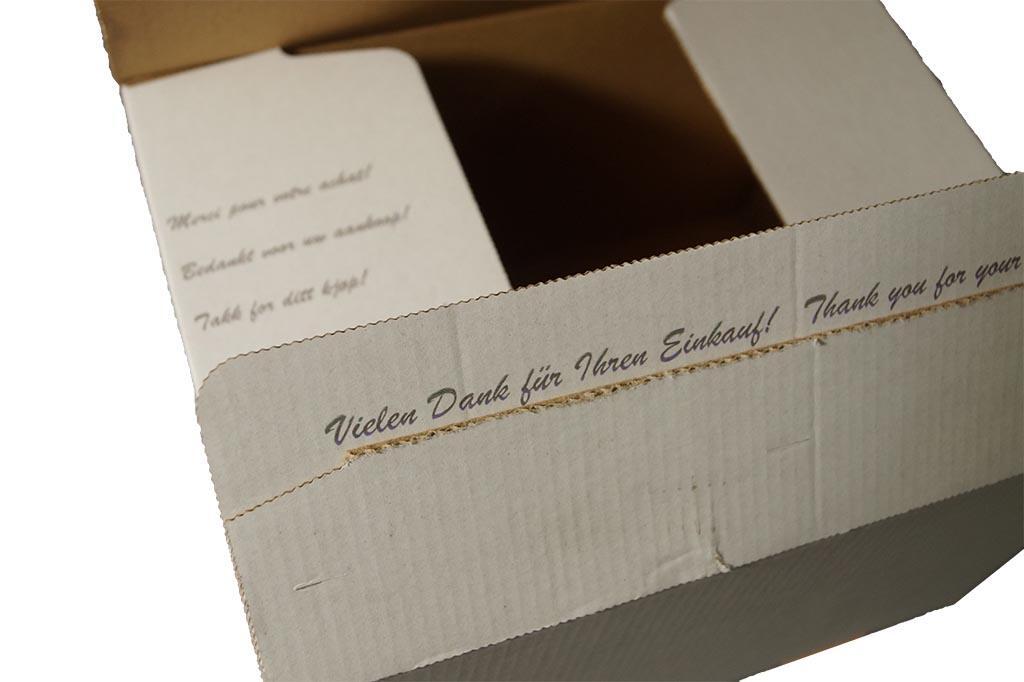 Merci pour votre achat!
Bedankt voor uw aankoop!
Takk for ditt kjop!
Vielen Dank für Ihren Einkauf! Thank you for your